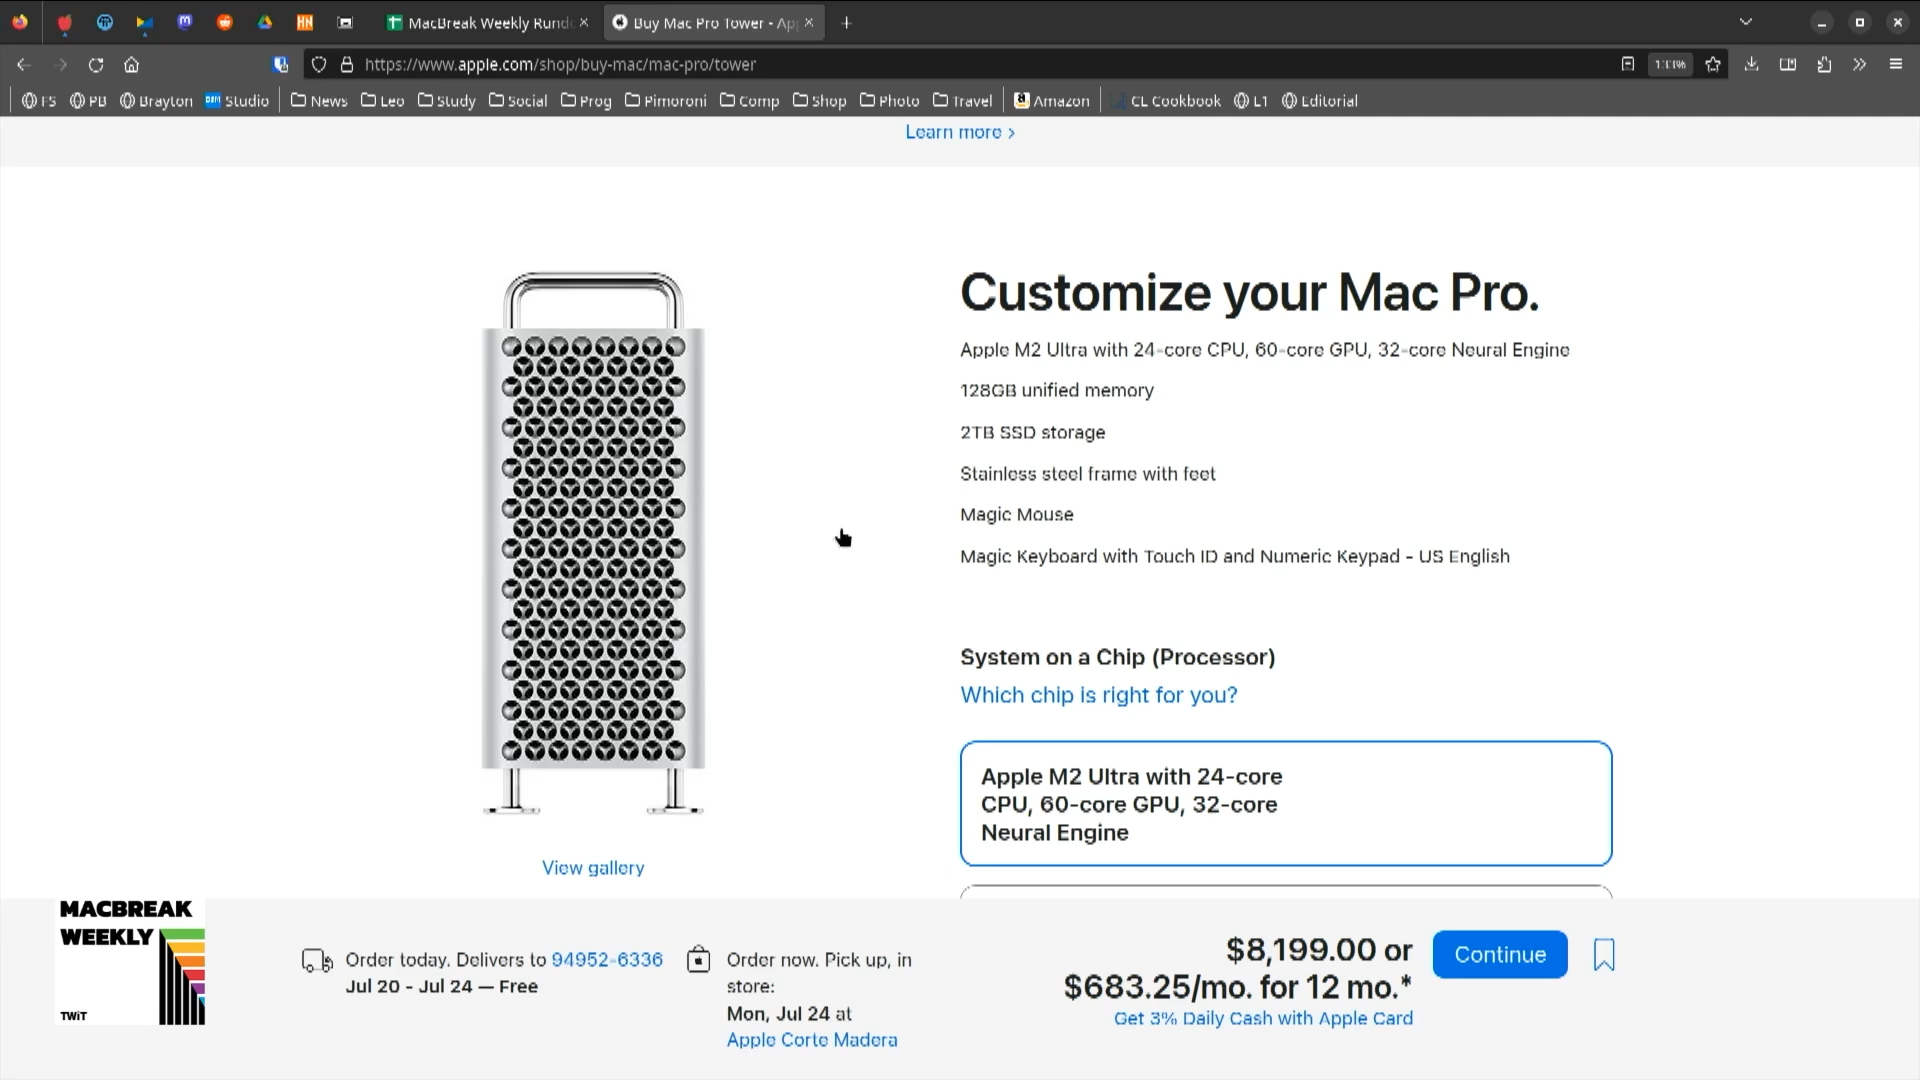 MacBreak Weekly Rund
Buy Mac Pro Tower - Ap
https://www.apple.com/shop/buy-mac/mac-pro/tower
133%
FS
PB
Brayton
Studio
News
Leo
Study
Social
Prog
Pimoroni
Comp
Shop
Photo
Travel
Amazon
CL Cookbook
L1
Editorial
Learn more >
Customize your Mac Pro.
Apple M2 Ultra with 24-core CPU, 60-core GPU, 32-core Neural Engine
128GB unified memory
2TB SSD storage
Stainless steel frame with feet
Magic Mouse
Magic Keyboard with Touch ID and Numeric Keypad - US English
System on a Chip (Processor)
Which chip is right for you?
Apple M2 Ultra with 24-core
CPU, 60-core GPU, 32-core
Neural Engine
View gallery
MACBREAK
WEEKLY
TWiT
Order today. Delivers to 94952-6336
Jul 20 - Jul 24 — Free
Order now. Pick up, in
store:
Mon, Jul 24 at
Apple Corte Madera
$8,199.00 or
$683.25/mo. for 12 mo.*
Get 3% Daily Cash with Apple Card
Continue